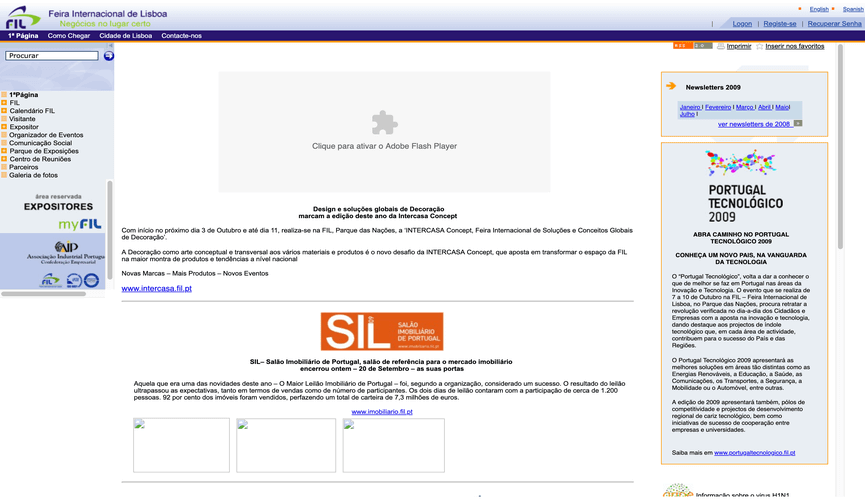 Feira Internacional de Lisboa
Negócios no lugar certo
FIL
English
Spanish
| Logon | Registe-se | Recuperar Senha
1ª Página Como Chegar Cidade de Lisboa Contacte-nos
Procurar
RSS 2.0 Imprimir Inserir nos favoritos
1ªPágina
FIL
Calendário FIL
Visitante
Expositor
Organizador de Eventos
Comunicação Social
Parque de Exposições
Centro de Reuniões
Parceiros
Galeria de fotos
área reservada
EXPOSITORES
myFIL
AIP
Associação Industrial Portugu
Confederação Empresarial
FIL
Clique para ativar o Adobe Flash Player
Design e soluções globais de Decoração
marcam a edição deste ano da Intercasa Concept
Com início no próximo dia 3 de Outubro e até dia 11, realiza-se na FIL, Parque das Nações, a 'INTERCASA Concept, Feira Internacional de Soluções e Conceitos Globais
de Decoração'.
A Decoração como arte conceptual e transversal aos vários materiais e produtos é o novo desafio da INTERCASA Concept, que aposta em transformar o espaço da FIL
na maior montra de produtos e tendências a nível nacional
Novas Marcas – Mais Produtos – Novos Eventos
www.intercasa.fil.pt
SIL 09
SALÃO
IMOBILIÁRIO
DE PORTUGAL
www.imobiliario.fil.pt
SIL– Salão Imobiliário de Portugal, salão de referência para o mercado imobiliário
encerrou ontem – 20 de Setembro – as suas portas
Aquela que era uma das novidades deste ano – O Maior Leilão Imobiliário de Portugal – foi, segundo a organização, considerado um sucesso. O resultado do leilão
ultrapassou as expectativas, tanto em termos de vendas como de número de participantes. Os dois dias de leilão contaram com a participação de cerca de 1.200
pessoas. 92 por cento dos imóveis foram vendidos, perfazendo um total de carteira de 7,3 milhões de euros.
www.imobiliario.fil.pt
Newsletters 2009
Janeiro | Fevereiro | Março | Abril | Maio|
Julho |
ver newsletters de 2008
PORTUGAL
TECNOLÓGICO
2009
ABRA CAMINHO NO PORTUGAL
TECNOLÓGICO 2009
CONHEÇA UM NOVO PAIS, NA VANGUARDA
DA TECNOLOGIA
O "Portugal Tecnológico", volta a dar a conhecer o
que de melhor se faz em Portugal nas áreas da
Inovação e Tecnologia. O evento que se realiza de
7 a 10 de Outubro na FIL – Feira Internacional de
Lisboa, no Parque das Nações, procura retratar a
revolução verificada no dia-a-dia dos Cidadãos e
Empresas com a aposta na inovação e tecnologia,
dando destaque aos projectos de índole
tecnológico que, em cada área de actividade,
contribuem para o sucesso do País e das
Regiões.
O Portugal Tecnológico 2009 apresentará as
melhores soluções em áreas tão distintas como as
Energias Renováveis, a Educação, a Saúde, as
Comunicações, os Transportes, a Segurança, a
Mobilidade ou o Automóvel, entre outras.
A edição de 2009 apresentará também, pólos de
competitividade e projectos de desenvolvimento
regional de cariz tecnológico, bem como
iniciativas de sucesso de cooperação entre
empresas e universidades.
Saiba mais em www.portugaltecnologico.fil.pt
Informação sobre o vírus H1N1